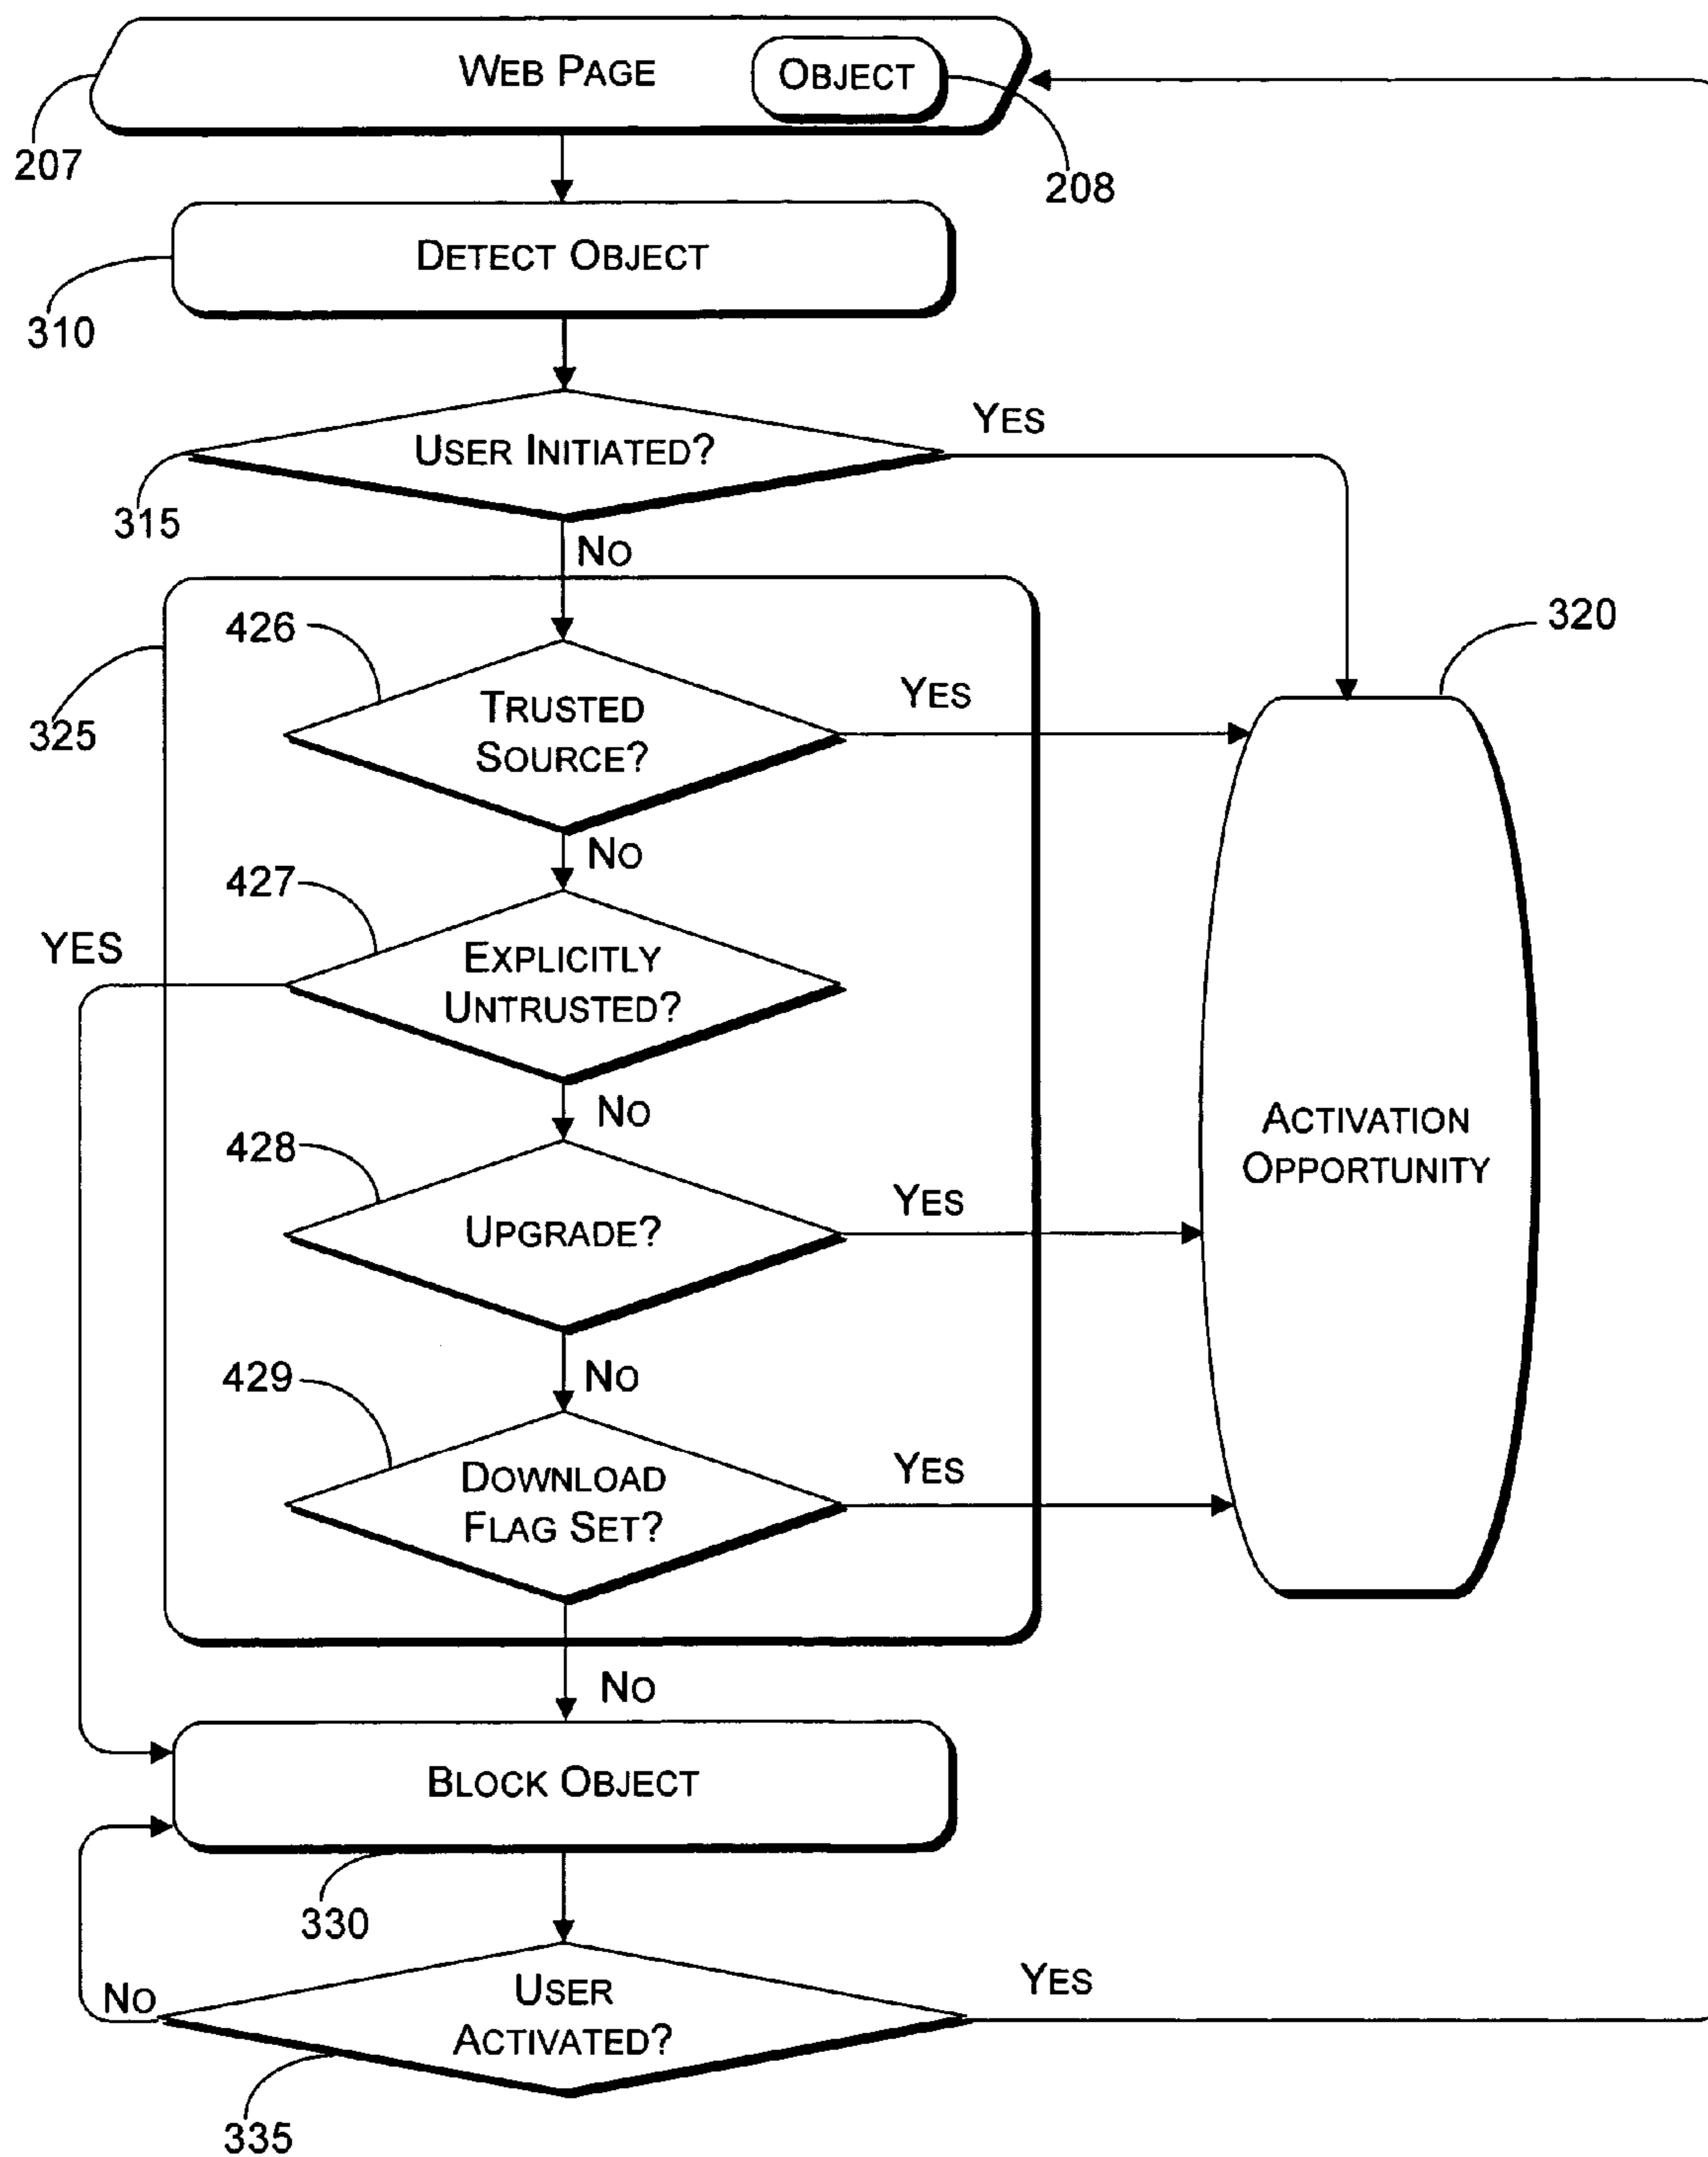 WEB PAGE
OBJECT
207
208
DETECT OBJECT
310
YES
USER INITIATED?
315
NO
426
320
YES
TRUSTED
SOURCE?
325
NO
427
YES
EXPLICITLY
UNTRUSTED?
NO
428
ACTIVATION
OPPORTUNITY
YES
UPGRADE?
NO
429
YES
DOWNLOAD
FLAG SET?
NO
BLOCK OBJECT
330
YES
NO
USER
ACTIVATED?
335